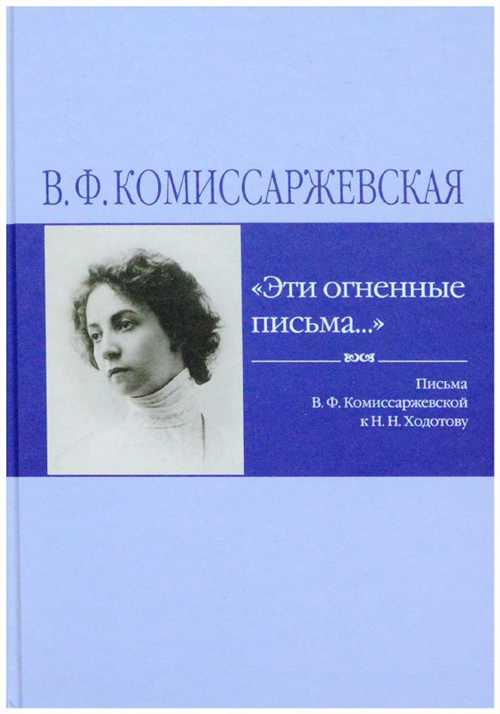 В. Ф. КОМИССАРЖЕВСКАЯ
«Эти огненные
письма...»
Письма
В. Ф. Комиссаржевской
к Н. Н. Ходотову